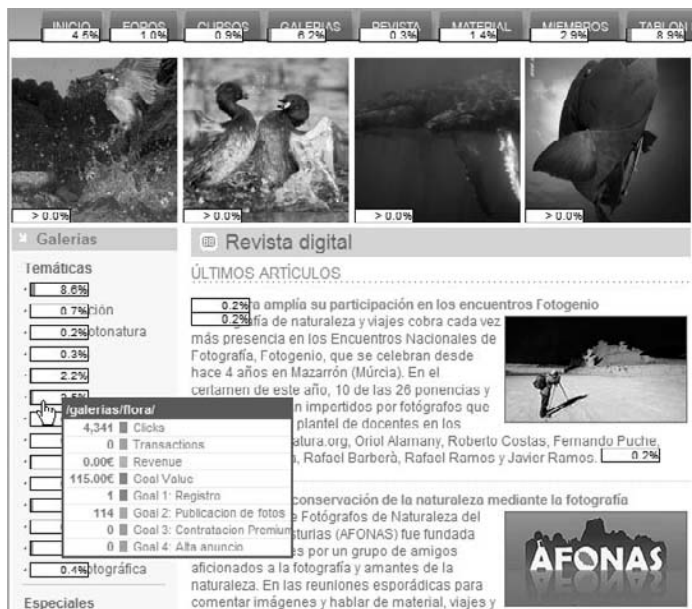 INICIO FOROS CURSOS GALERIAS REVISTA MATERIAL MIEMBROS TABLON
4.5% 1.0% 0.9% 6.2% 0.3% 1.4% 2.9% 8.9%
> 0.0% > 0.0% > 0.0% > 0.0%
Galerias
Revista digital
Temáticas
8.6%
0.7% ción
0.2% otonatura
0.3%
2.2%
/galerias/flora/
4,341 Clicks
0 Transactions
0.00€ Revenue
115.00€ Goal Value
1 Goal 1: Registro
114 Goal 2: Publicacion de fotos
0 Goal 3: Contratacion Premium
0 Goal 4: Alta anuncio
0.4% otográfica
Especiales
ÚLTIMOS ARTÍCULOS
0.2% ra amplía su participación en los encuentros Fotogenio
0.2% afía de naturaleza y viajes cobra cada vez
más presencia en los Encuentros Nacionales de
Fotografía, Fotogenio, que se celebran desde
hace 4 años en Mazarrón (Múrcia). En el
certamen de este año, 10 de las 26 ponencias y
n impartidos por fotógrafos que
plantel de docentes en los
atura.org, Oriol Alamany, Roberto Costas, Fernando Puche,
, Rafael Barberà, Rafael Ramos y Javier Ramos. 0.2%
conservación de la naturaleza mediante la fotografía
e Fotógrafos de Naturaleza del
sturias (AFONAS) fue fundada
es por un grupo de amigos
aficionados a la fotografía y amantes de la
naturaleza. En las reuniones esporádicas para
comentar imágenes y hablar de material, viajes y
AFONAS